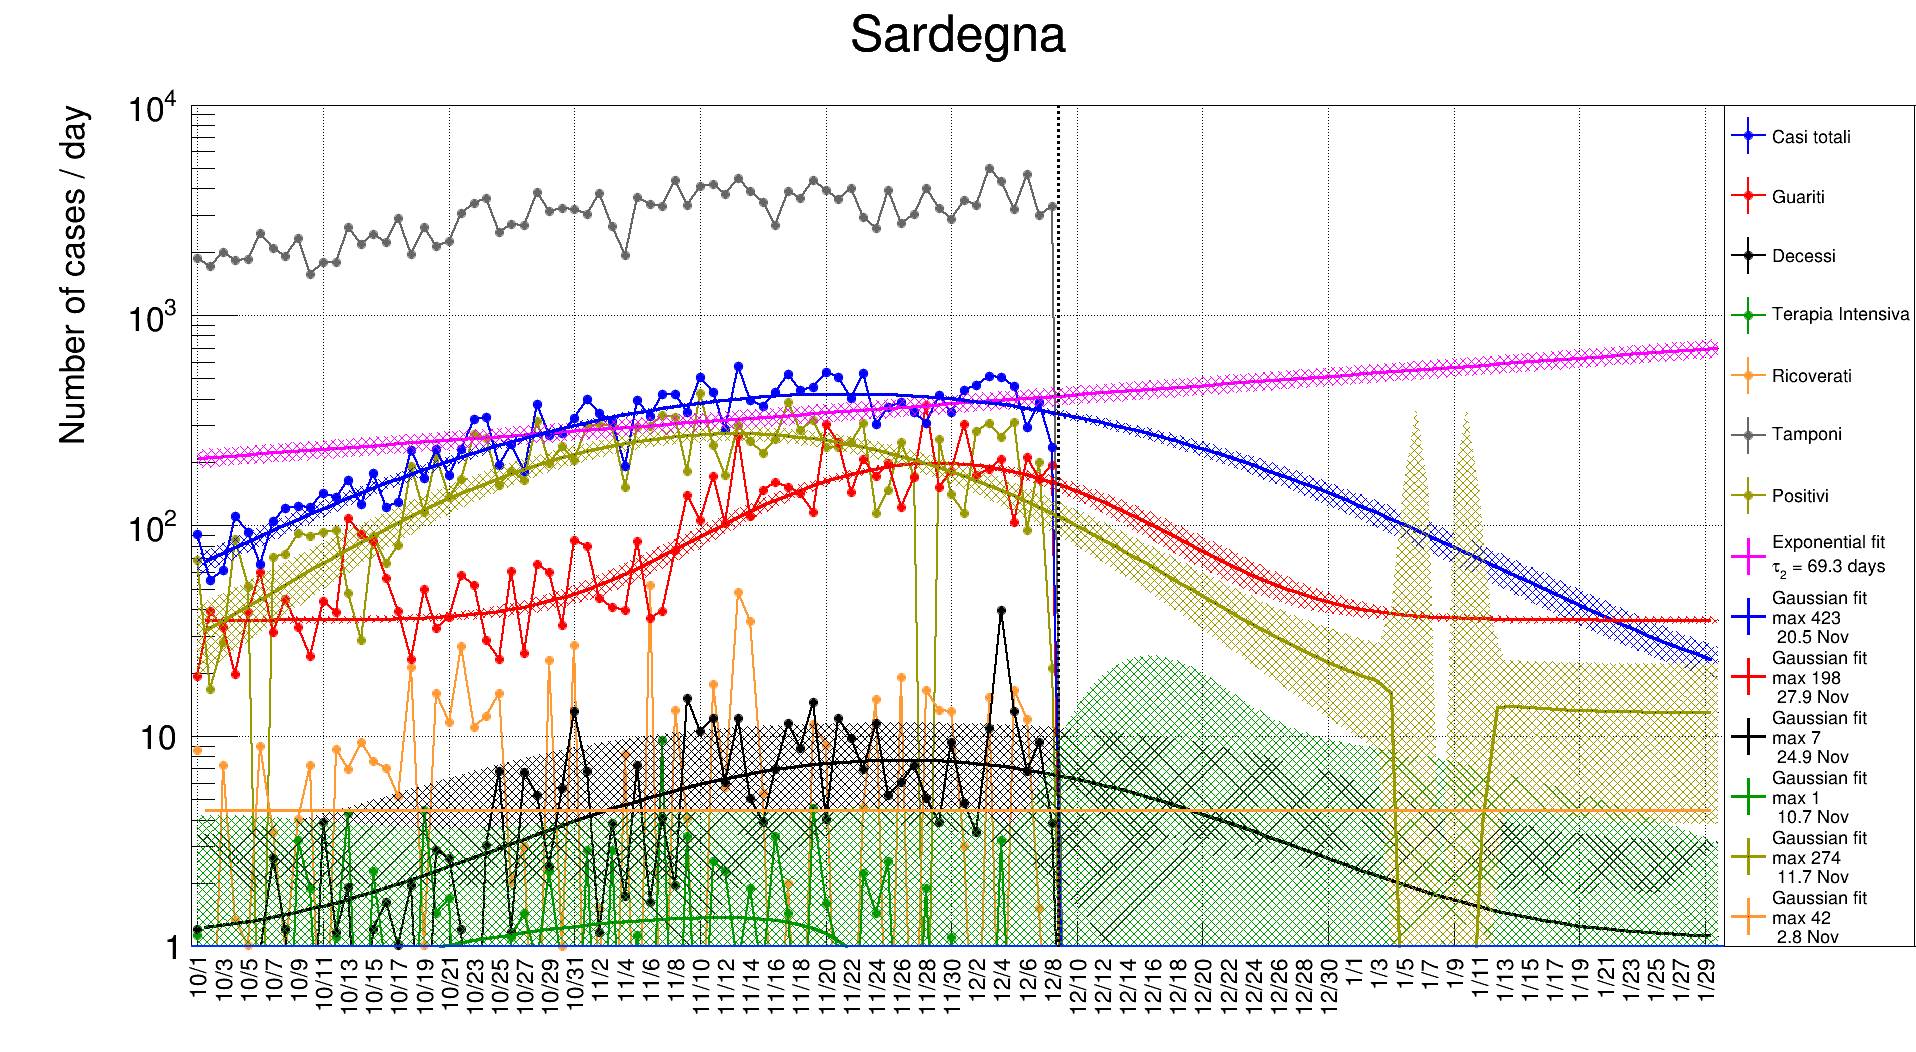 Sardegna
Number of cases / day
10^4
10^3
10^2
10
1
10/1 10/3 10/5 10/7 10/9 10/11 10/13 10/15 10/17 10/19 10/21 10/23 10/25 10/27 10/29 10/31 11/2 11/4 11/6 11/8 11/10 11/12 11/14 11/16 11/18 11/20 11/22 11/24 11/26 11/28 11/30 12/2 12/4 12/6 12/8 12/10 12/12 12/14 12/16 12/18 12/20 12/22 12/24 12/26 12/28 12/30 1/1 1/3 1/5 1/7 1/9 1/11 1/13 1/15 1/17 1/19 1/21 1/23 1/25 1/27 1/29
Casi totali
Guariti
Decessi
Terapia Intensiva
Ricoverati
Tamponi
Positivi
Exponential fit
τ2 = 69.3 days
Gaussian fit
max 423
20.5 Nov
Gaussian fit
max 198
27.9 Nov
Gaussian fit
max 7
24.9 Nov
Gaussian fit
max 1
10.7 Nov
Gaussian fit
max 274
11.7 Nov
Gaussian fit
max 42
2.8 Nov